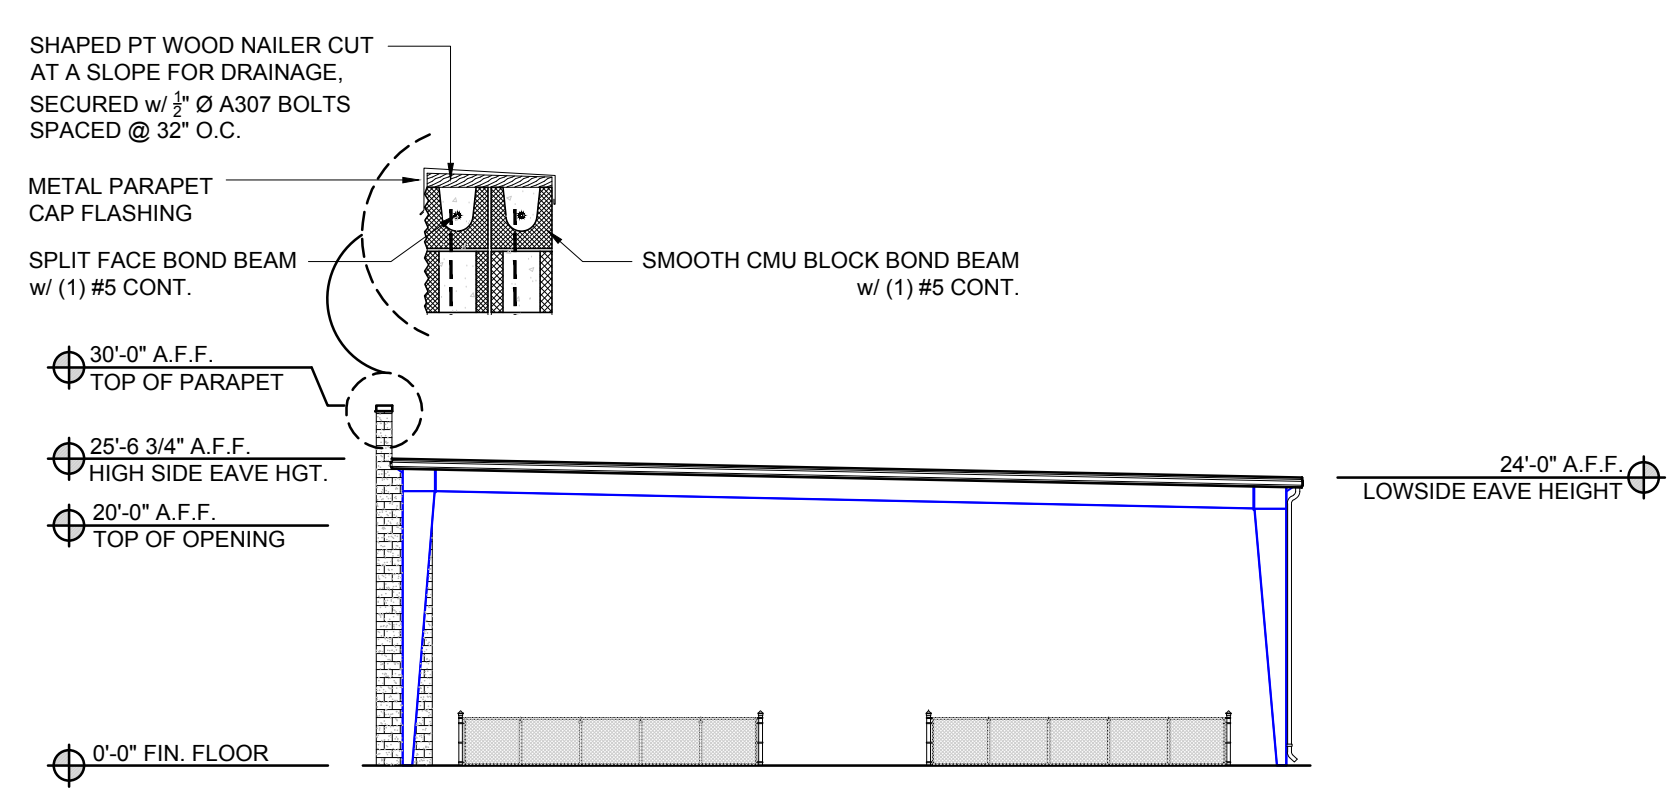 SHAPED PT WOOD NAILER CUT
AT A SLOPE FOR DRAINAGE,
SECURED w/ 1/2" Ø A307 BOLTS
SPACED @ 32" O.C.
METAL PARAPET
CAP FLASHING
SPLIT FACE BOND BEAM
w/ (1) #5 CONT.
SMOOTH CMU BLOCK BOND BEAM
w/ (1) #5 CONT.
30'-0" A.F.F.
TOP OF PARAPET
25'-6 3/4" A.F.F.
HIGH SIDE EAVE HGT.
24'-0" A.F.F.
LOWSIDE EAVE HEIGHT
20'-0" A.F.F.
TOP OF OPENING
0'-0" FIN. FLOOR